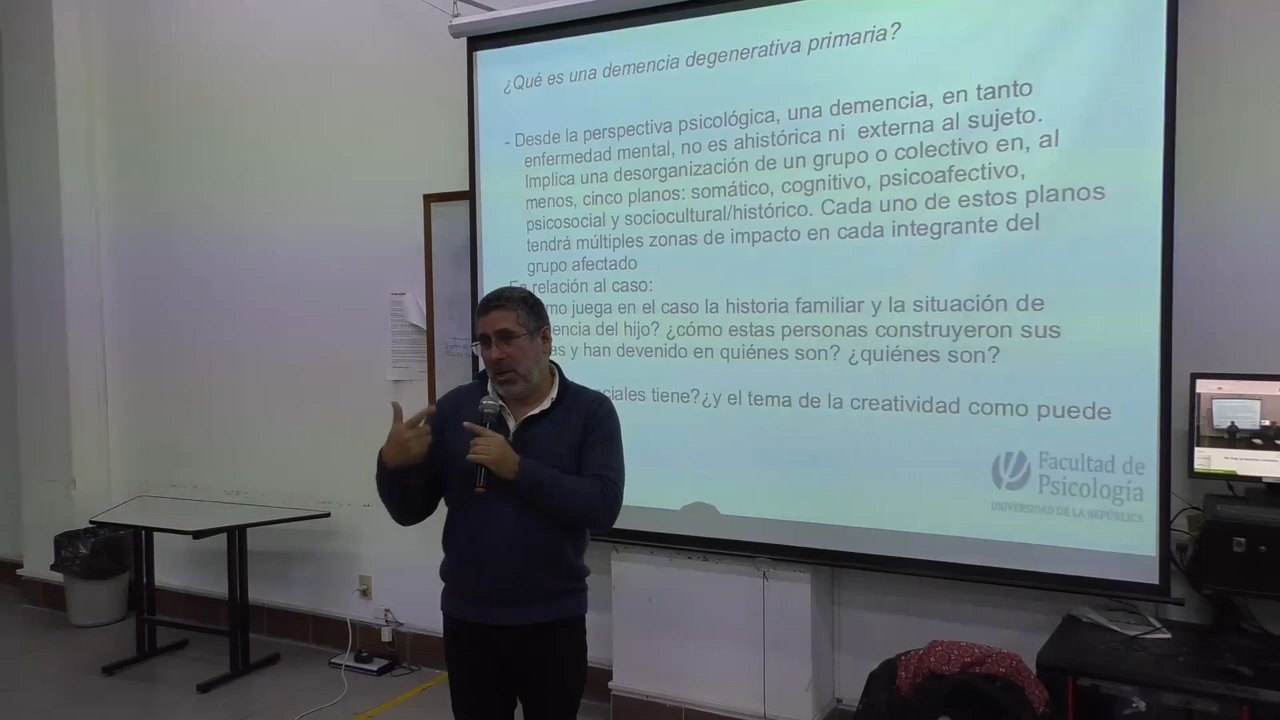 ¿Qué es una demencia degenerativa primaria?
- Desde la perspectiva psicológica, una demencia, en tanto
enfermedad mental, no es ahistórica ni externa al sujeto.
Implica una desorganización de un grupo o colectivo en, al
menos, cinco planos: somático, cognitivo, psicoafectivo,
psicosocial y sociocultural/histórico. Cada uno de estos planos
tendrá múltiples zonas de impacto en cada integrante del
grupo afectado
En relación al caso:
juega en el caso la historia familiar y la situación de
del hijo? ¿cómo estas personas construyeron sus
y han devenido en quiénes son? ¿quiénes son?
tiene?¿y el tema de la creatividad como puede
Facultad de
Psicología
UNIVERSIDAD DE LA REPÚBLICA